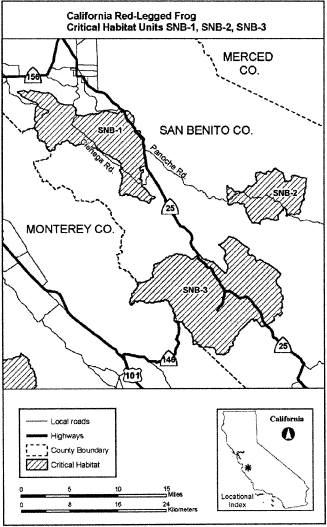 California Red-Legged Frog
Critical Habitat Units SNB-1, SNB-2, SNB-3
MERCED
CO.
156
SNB-1
SAN BENITO CO.
Cienega Rd.
Panoche Rd.
SNB-2
25
MONTEREY CO.
SNB-3
25
146
101
Local roads
Highways
County Boundary
Critical Habitat
California
Locational
Index
0 5 10 15
Miles
0 8 16 24
Kilometers